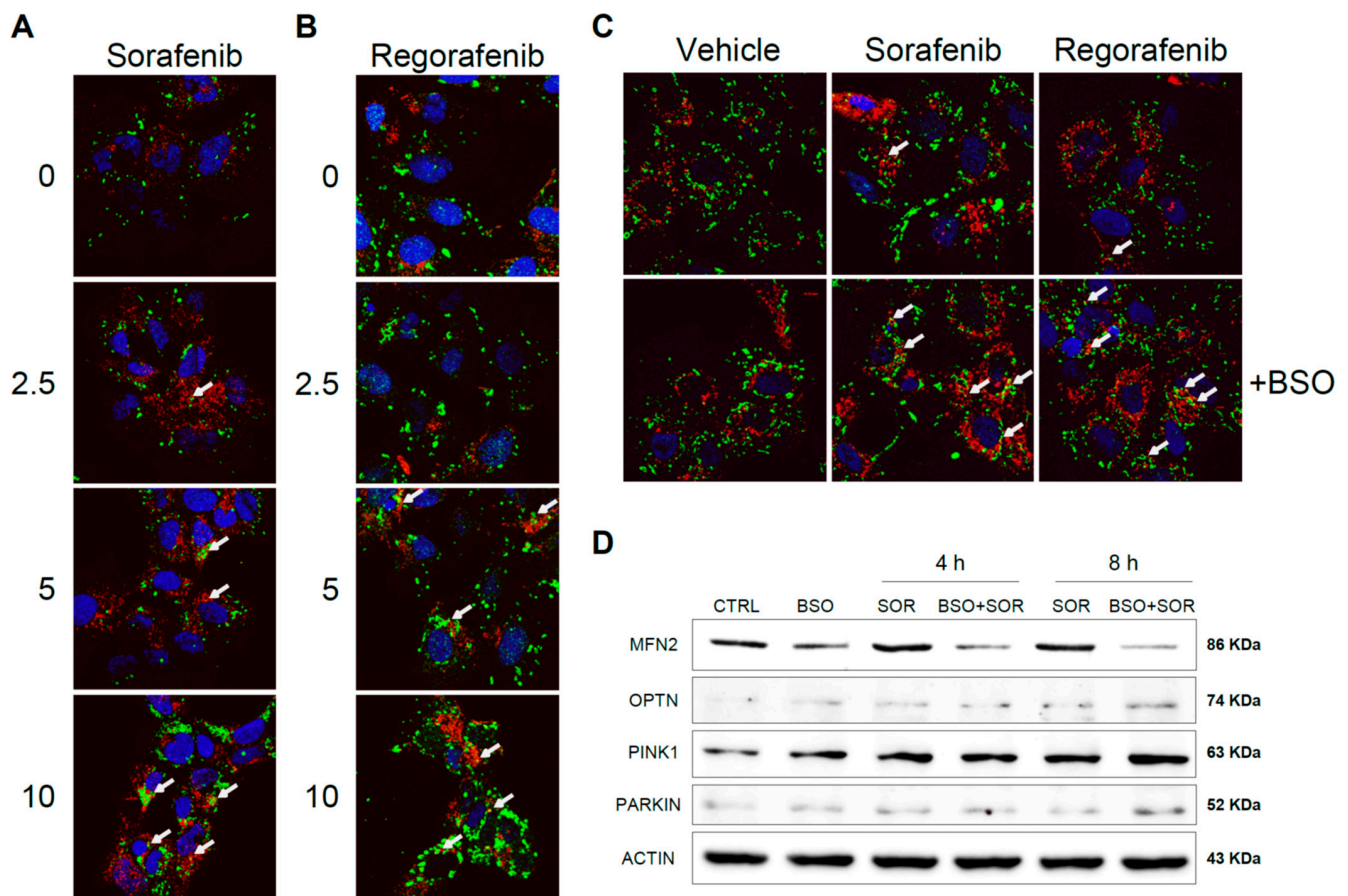 A
Sorafenib
0
2.5
5
10
B
Regorafenib
0
2.5
5
10
C
Vehicle Sorafenib Regorafenib
+BSO
D
4 h 8 h
CTRL BSO SOR BSO+SOR SOR BSO+SOR
MFN2 86 KDa
OPTN 74 KDa
PINK1 63 KDa
PARKIN 52 KDa
ACTIN 43 KDa